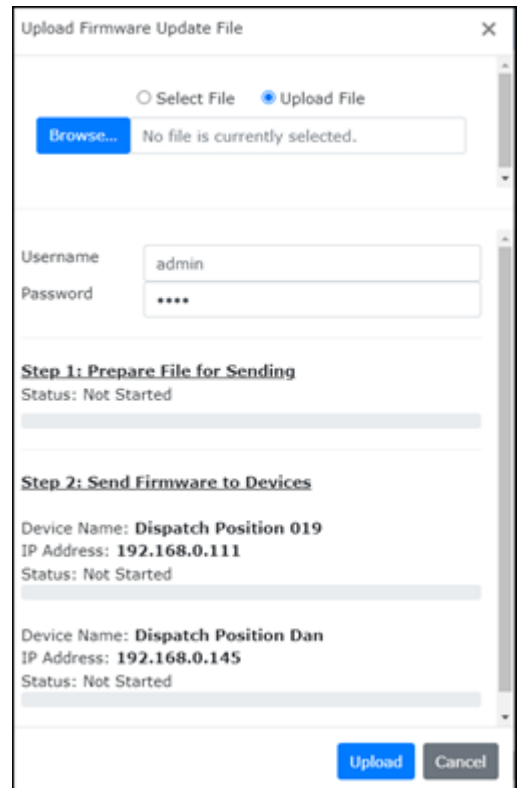 Upload Firmware Update File ×
Select File Upload File
Browse... No file is currently selected.
Username admin
Password ••••
Step 1: Prepare File for Sending
Status: Not Started
Step 2: Send Firmware to Devices
Device Name: Dispatch Position 019
IP Address: 192.168.0.111
Status: Not Started
Device Name: Dispatch Position Dan
IP Address: 192.168.0.145
Status: Not Started
Upload Cancel